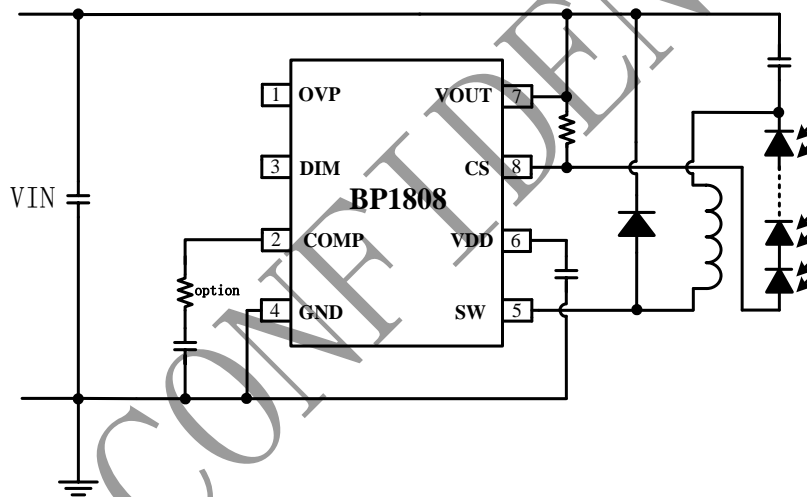 1 OVP VOUT 7
3 DIM CS 8
BP1808
VIN
2 COMP VDD 6
option
4 GND SW 5
CONFIDEN